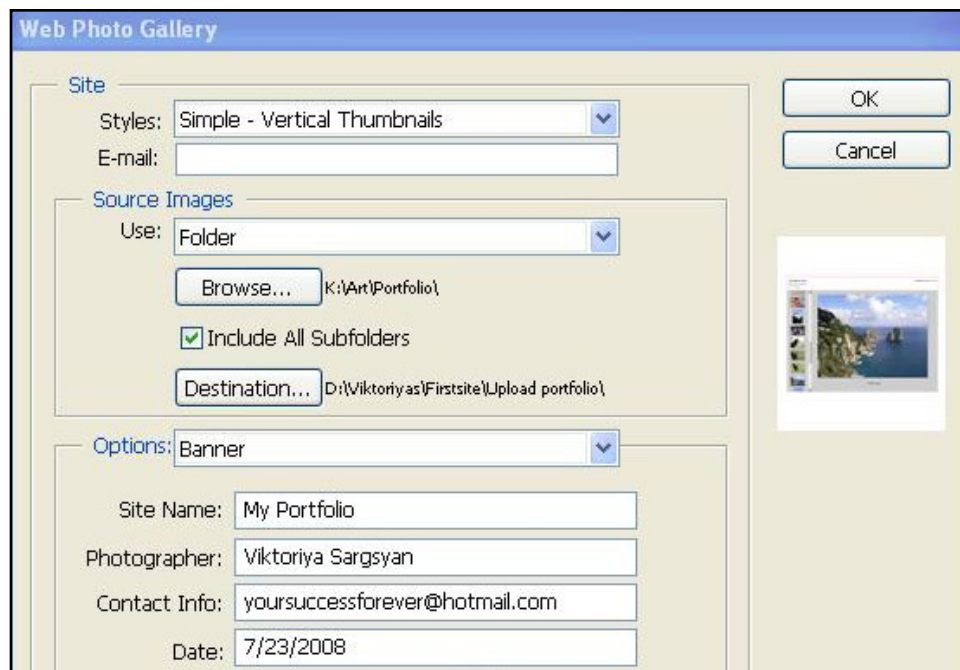 Web Photo Gallery
Site
Styles: Simple - Vertical Thumbnails
E-mail:
OK
Cancel
Source Images
Use: Folder
Browse... K:\Art\Portfolio\
Include All Subfolders
Destination... D:\Viktoriyas\Firstsite\Upload portfolio\
Options: Banner
Site Name: My Portfolio
Photographer: Viktoriya Sargsyan
Contact Info: yoursuccessforever@hotmail.com
Date: 7/23/2008